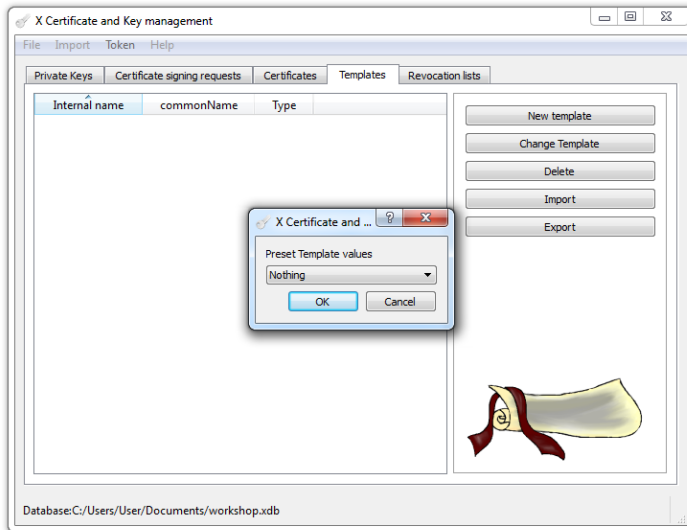 X Certificate and Key management
File Import Token Help
Private Keys Certificate signing requests Certificates Templates Revocation lists
Internal name commonName Type
New template
Change Template
Delete
Import
Export
X Certificate and ...
Preset Template values
Nothing
OK Cancel
Database:C:/Users/User/Documents/workshop.xdb